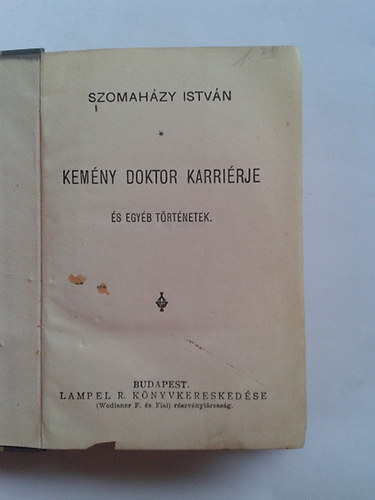 SZOMAHÁZY ISTVÁN
*
KEMÉNY DOKTOR KARRIÉRJE
ÉS EGYÉB TÖRTÉNETEK.
BUDAPEST.
LAMPEL R. KÖNYVKERESKEDÉSE
(Wodianer F. és Fiai) részvénytársaság.